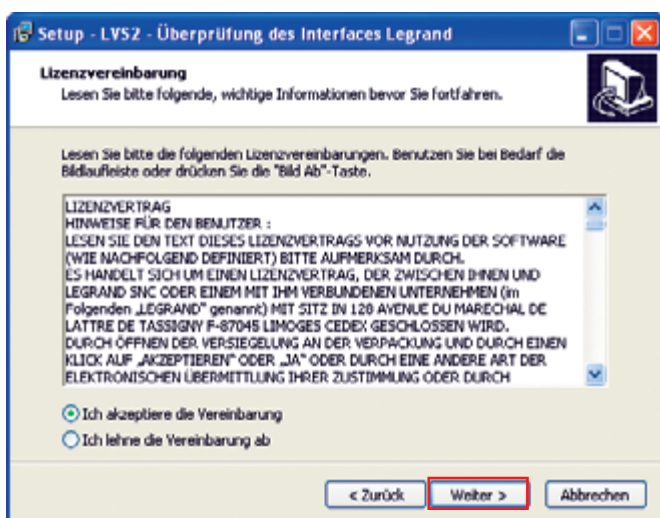 Setup - LVS2 - Überprüfung des Interfaces Legrand
Lizenzvereinbarung
Lesen Sie bitte folgende, wichtige Informationen bevor Sie fortfahren.
Lesen Sie bitte die folgenden Lizenzvereinbarungen. Benutzen Sie bei Bedarf die
Bildlaufleiste oder drücken Sie die "Bild Ab"-Taste.
LIZENZVERTRAG
HINWEISE FÜR DEN BENUTZER :
LESEN SIE DEN TEXT DIESES LIZENZVERTRAGS VOR NUTZUNG DER SOFTWARE
(WIE NACHFOLGEND DEFINIERT) BITTE AUFMERKSAM DURCH.
ES HANDELT SICH UM EINEN LIZENZVERTRAG, DER ZWISCHEN IHNEN UND
LEGRAND SNC ODER EINEM MIT IHM VERBUNDENEN UNTERNEHMEN (im
Folgenden „LEGRAND" genannt) MIT SITZ IN 128 AVENUE DU MARECHAL DE
LATTRE DE TASSIGNY F-87045 LIMOGES CEDEX GESCHLOSSEN WIRD.
DURCH ÖFFNEN DER VERSIEGELUNG AN DER VERPACKUNG UND DURCH EINEN
KLICK AUF „AKZEPTIEREN" ODER „JA" ODER DURCH EINE ANDERE ART DER
ELEKTRONISCHEN ÜBERMITTLUNG IHRER ZUSTIMMUNG ODER DURCH
Ich akzeptiere die Vereinbarung
Ich lehne die Vereinbarung ab
< Zurück Weiter > Abbrechen